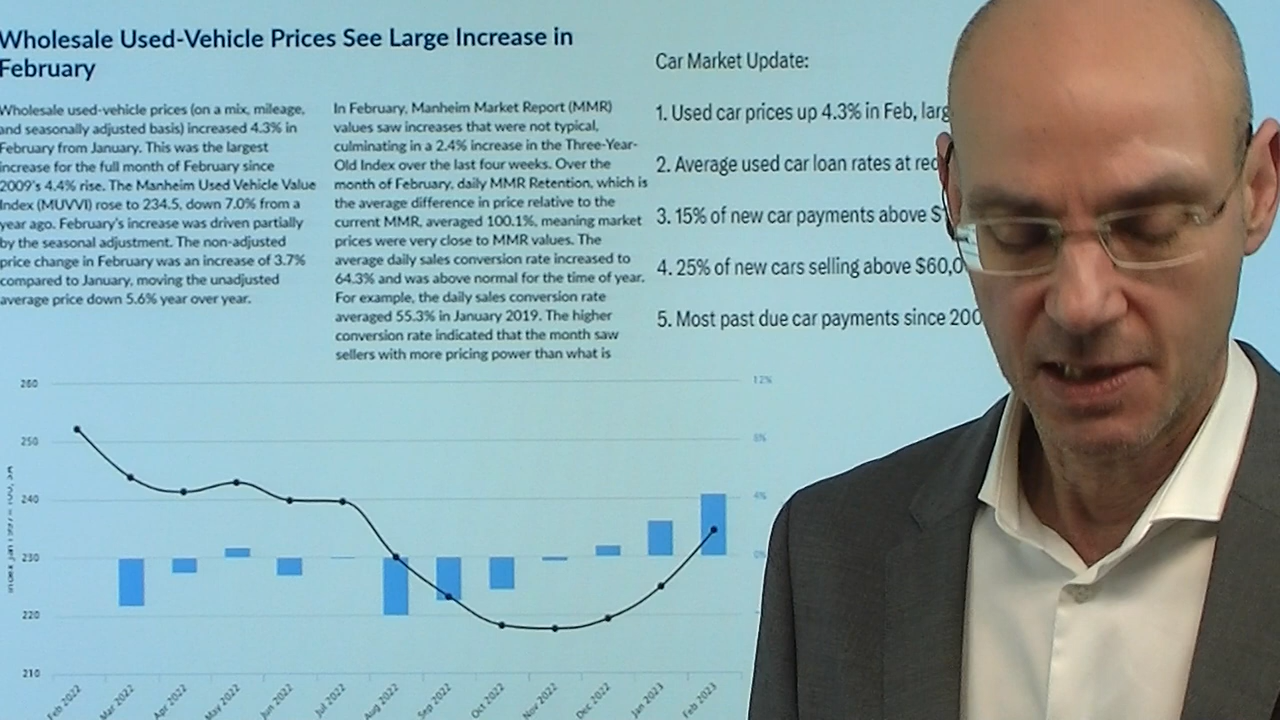 Wholesale Used-Vehicle Prices See Large Increase in
February
Wholesale used-vehicle prices (on a mix, mileage,
and seasonally adjusted basis) increased 4.3% in
February from January. This was the largest
increase for the full month of February since
2009's 4.4% rise. The Manheim Used Vehicle Value
Index (MUVVI) rose to 234.5, down 7.0% from a
year ago. February's increase was driven partially
by the seasonal adjustment. The non-adjusted
price change in February was an increase of 3.7%
compared to January, moving the unadjusted
average price down 5.6% year over year.
In February, Manheim Market Report (MMR)
values saw increases that were not typical,
culminating in a 2.4% increase in the Three-Year-
Old Index over the last four weeks. Over the
month of February, daily MMR Retention, which is
the average difference in price relative to the
current MMR, averaged 100.1%, meaning market
prices were very close to MMR values. The
average daily sales conversion rate increased to
64.3% and was above normal for the time of year.
For example, the daily sales conversion rate
averaged 55.3% in January 2019. The higher
conversion rate indicated that the month saw
sellers with more pricing power than what is
Car Market Update:
1. Used car prices up 4.3% in Feb, larg
2. Average used car loan rates at rec
3. 15% of new car payments above $
4. 25% of new cars selling above $60,0
5. Most past due car payments since 200
260
250
240
230
220
210
12%
8%
4%
0%
Feb 2022
Mar 2022
Apr 2022
May 2022
Jun 2022
Jul 2022
Aug 2022
Sep 2022
Oct 2022
Nov 2022
Dec 2022
Jan 2023
Feb 2023